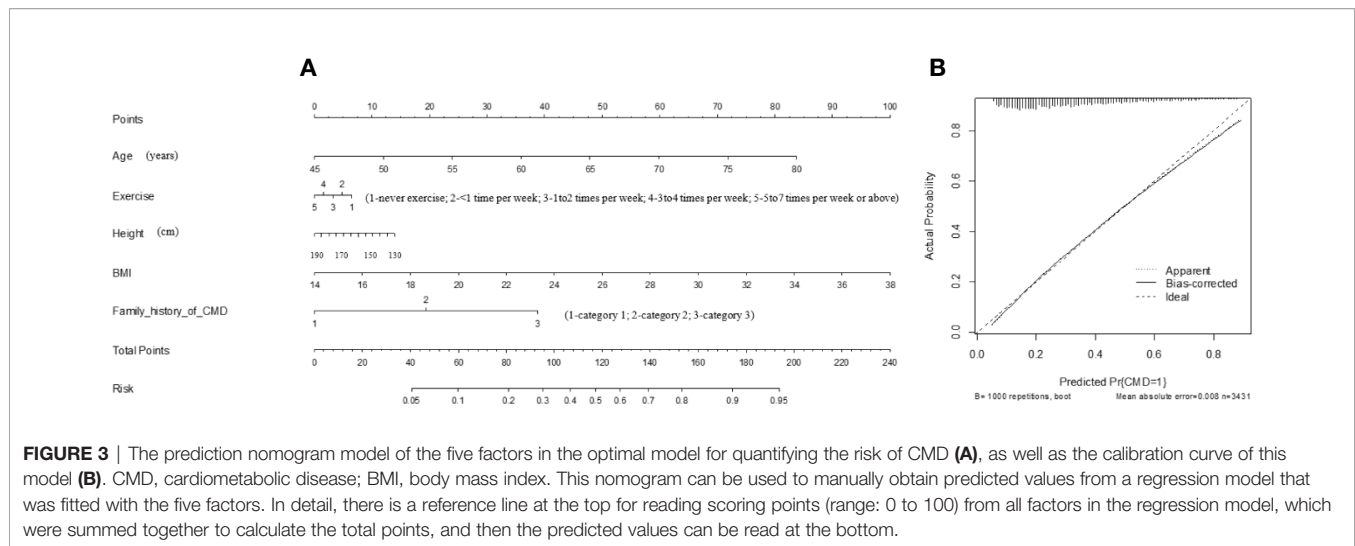 A
B
Points
0 10 20 30 40 50 60 70 80 90 100
Age (years)
45 50 55 60 65 70 75 80
Exercise
4 2
5 3 1
(1-never exercise; 2-<1 time per week; 3-1to2 times per week; 4-3to4 times per week; 5-5to7 times per week or above)
Height (cm)
190 170 150 130
BMI
14 16 18 20 22 24 26 28 30 32 34 36 38
Family_history_of_CMD
2
1 3
(1-category 1; 2-category 2; 3-category 3)
Total Points
0 20 40 60 80 100 120 140 160 180 200 220 240
Risk
0.05 0.1 0.2 0.3 0.4 0.5 0.6 0.7 0.8 0.9 0.95
Actual Probability
0.8
0.6
0.4
0.2
0.0
Apparent
Bias-corrected
Ideal
0.0 0.2 0.4 0.6 0.8
Predicted Pr{CMD=1}
B= 1000 repetitions, boot Mean absolute error=0.008 n=3431
FIGURE 3 | The prediction nomogram model of the five factors in the optimal model for quantifying the risk of CMD (A), as well as the calibration curve of this
model (B). CMD, cardiometabolic disease; BMI, body mass index. This nomogram can be used to manually obtain predicted values from a regression model that
was fitted with the five factors. In detail, there is a reference line at the top for reading scoring points (range: 0 to 100) from all factors in the regression model, which
were summed together to calculate the total points, and then the predicted values can be read at the bottom.